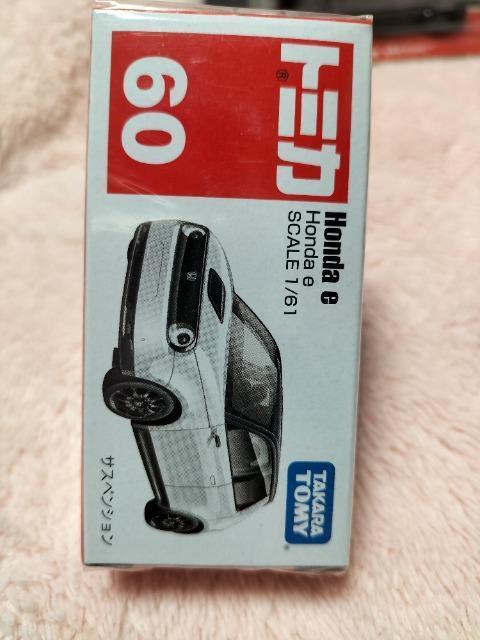 トミカ®
60
Honda e
Honda e
SCALE 1/61
サスペンション
TAKARA
TOMY®